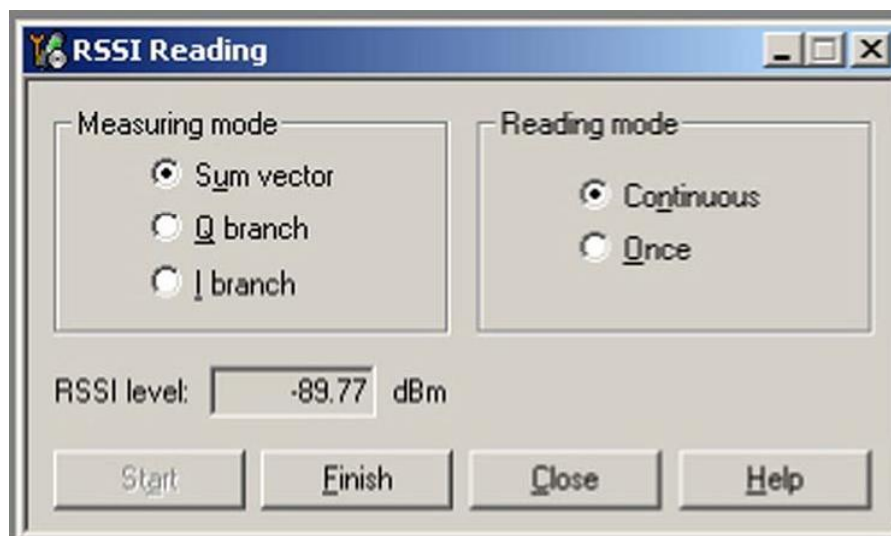 RSSI Reading
Measuring mode
Sum vector
Q branch
I branch
Reading mode
Continuous
Once
RSSI level: -89.77 dBm
Start Finish Close Help